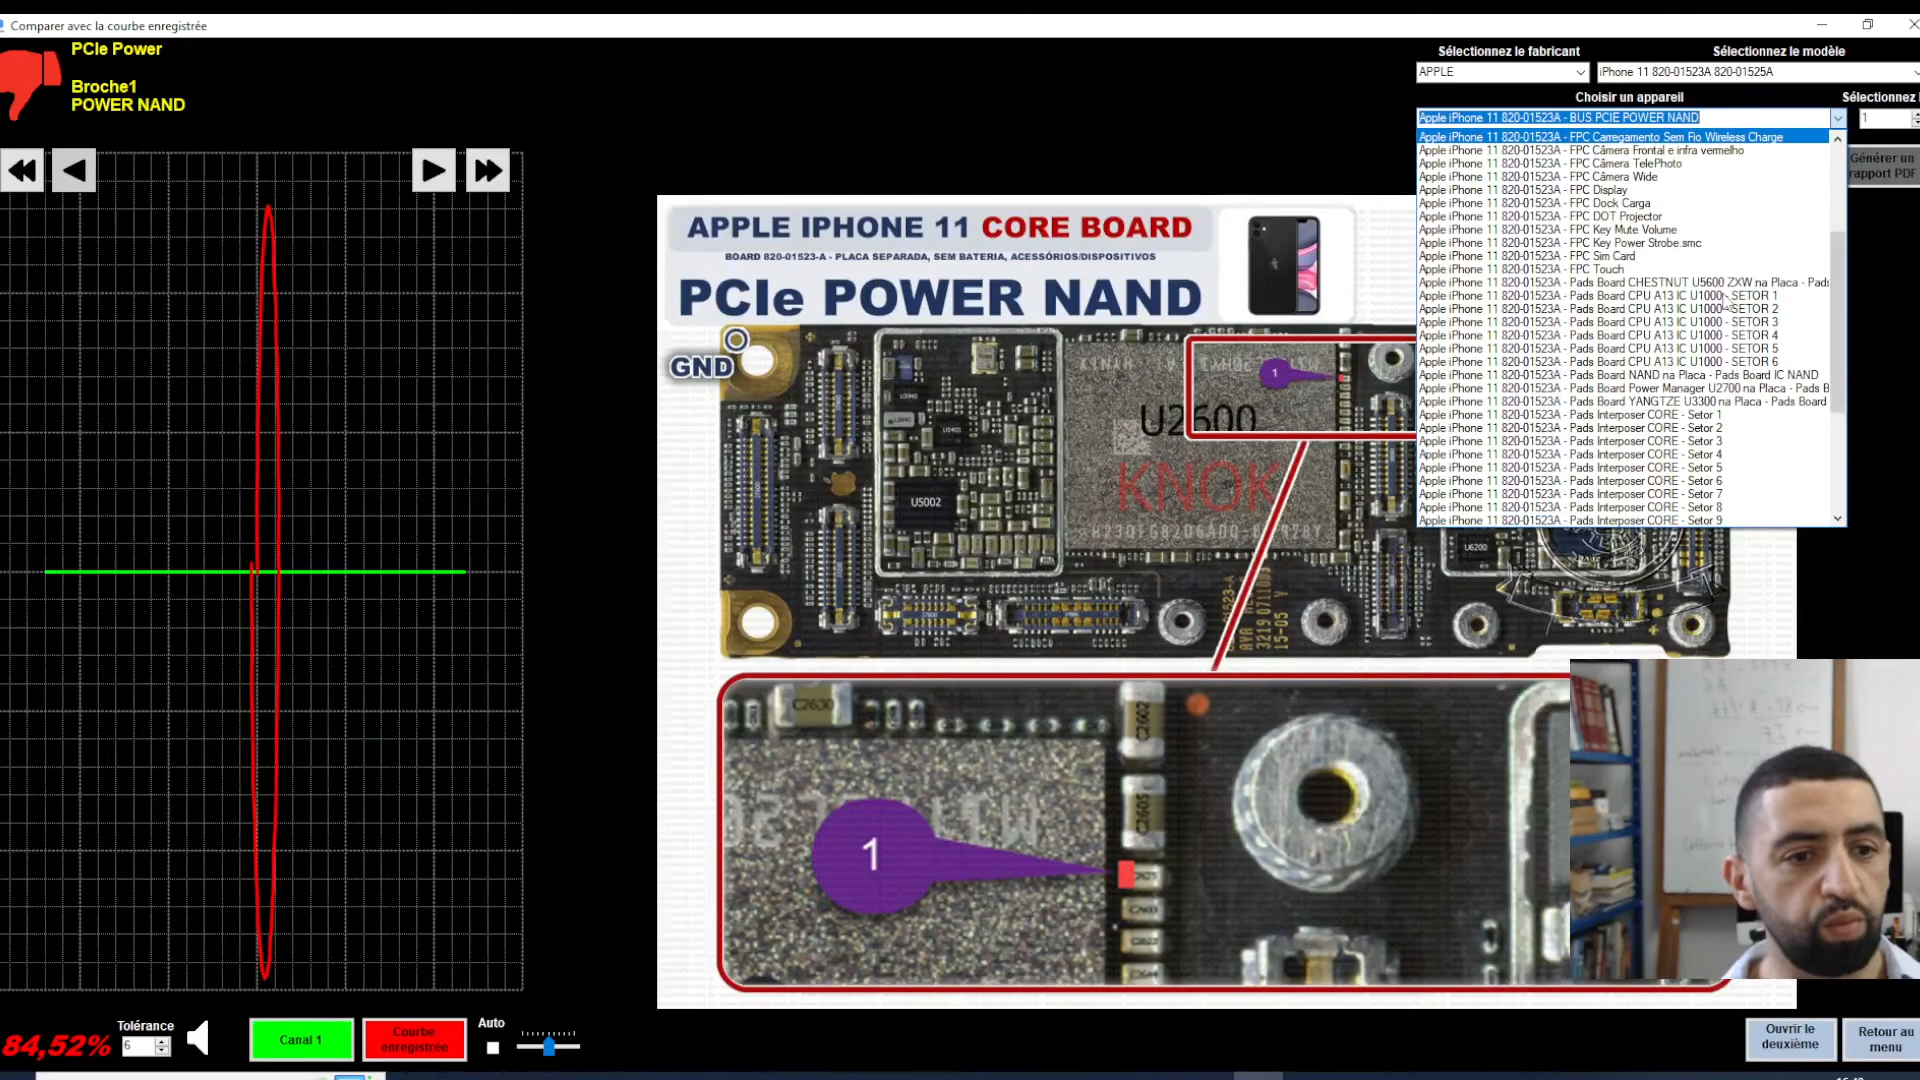 Comparer avec la courbe enregistrée
PCIe Power
Broche1
POWER NAND
Sélectionnez le fabricant
Sélectionnez le modèle
APPLE
iPhone 11 820-01523A 820-01525A
Choisir un appareil
Sélectionnez l
Apple iPhone 11 820-01523A - BUS PCIE POWER NAND
1
Apple iPhone 11 820-01523A - FPC Carregamento Sem Fio Wireless Charge
Apple iPhone 11 820-01523A - FPC Câmera Frontal e infra vermelho
Apple iPhone 11 820-01523A - FPC Câmera TelePhoto
Apple iPhone 11 820-01523A - FPC Câmera Wide
Apple iPhone 11 820-01523A - FPC Display
Apple iPhone 11 820-01523A - FPC Dock Carga
Apple iPhone 11 820-01523A - FPC DOT Projector
Apple iPhone 11 820-01523A - FPC Key Mute Volume
Apple iPhone 11 820-01523A - FPC Key Power Strobe.smc
Apple iPhone 11 820-01523A - FPC Sim Card
Apple iPhone 11 820-01523A - FPC Touch
Apple iPhone 11 820-01523A - Pads Board CHESTNUT U5600 ZXW na Placa - Pads
Apple iPhone 11 820-01523A - Pads Board CPU A13 IC U1000 - SETOR 1
Apple iPhone 11 820-01523A - Pads Board CPU A13 IC U1000 - SETOR 2
Apple iPhone 11 820-01523A - Pads Board CPU A13 IC U1000 - SETOR 3
Apple iPhone 11 820-01523A - Pads Board CPU A13 IC U1000 - SETOR 4
Apple iPhone 11 820-01523A - Pads Board CPU A13 IC U1000 - SETOR 5
Apple iPhone 11 820-01523A - Pads Board CPU A13 IC U1000 - SETOR 6
Apple iPhone 11 820-01523A - Pads Board NAND na Placa - Pads Board IC NAND
Apple iPhone 11 820-01523A - Pads Board Power Manager U2700 na Placa - Pads B
Apple iPhone 11 820-01523A - Pads Board YANGTZE U3300 na Placa - Pads Board
Apple iPhone 11 820-01523A - Pads Interposer CORE - Setor 1
Apple iPhone 11 820-01523A - Pads Interposer CORE - Setor 2
Apple iPhone 11 820-01523A - Pads Interposer CORE - Setor 3
Apple iPhone 11 820-01523A - Pads Interposer CORE - Setor 4
Apple iPhone 11 820-01523A - Pads Interposer CORE - Setor 5
Apple iPhone 11 820-01523A - Pads Interposer CORE - Setor 6
Apple iPhone 11 820-01523A - Pads Interposer CORE - Setor 7
Apple iPhone 11 820-01523A - Pads Interposer CORE - Setor 8
Apple iPhone 11 820-01523A - Pads Interposer CORE - Setor 9
Générer un
rapport PDF
APPLE IPHONE 11 CORE BOARD
BOARD 820-01523-A - PLACA SEPARADA, SEM BATERIA, ACESSÓRIOS/DISPOSITIVOS
PCIe POWER NAND
GND
1
U2600
KNOK
U5002
U6200
3219
15-05 Y
C2630
C2602
C2605
1
84,52%
Tolérance
6
Canal 1
Courbe
enregistrée
Auto
Ouvrir le
deuxième
Retour au
menu